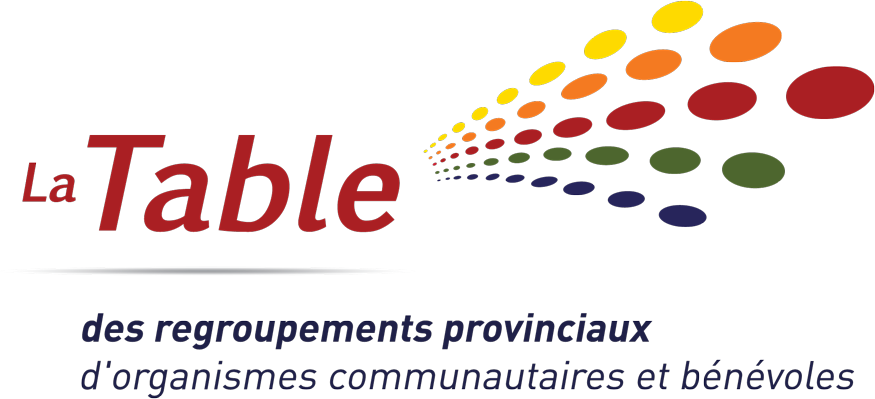 La Table
des regroupements provinciaux
d'organismes communautaires et bénévoles